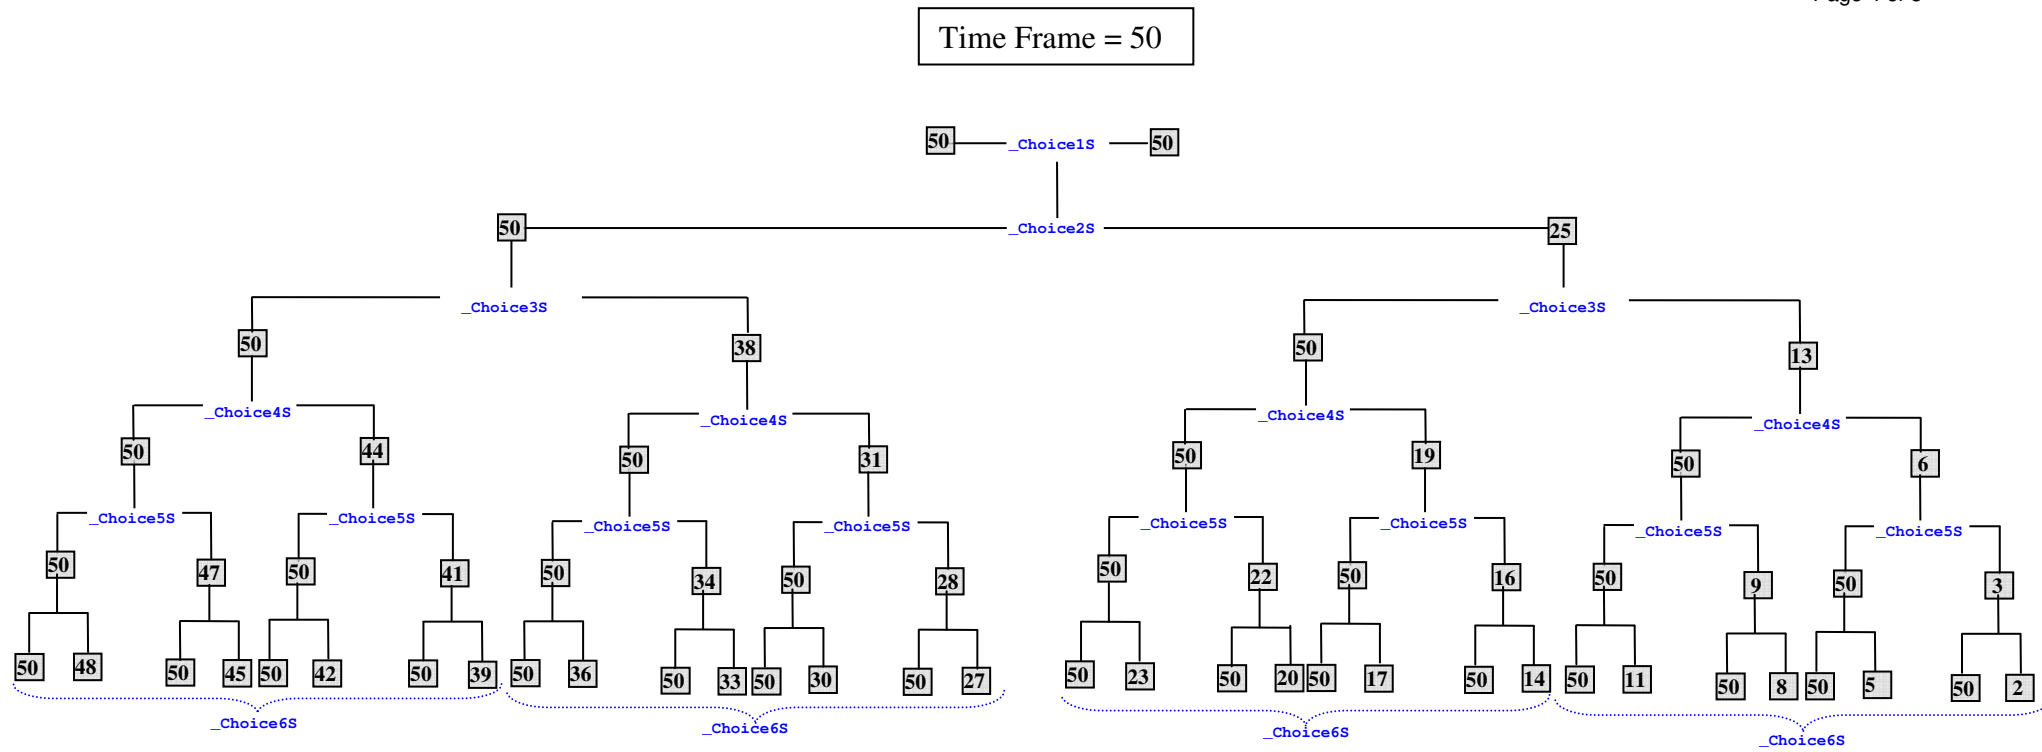 Time Frame = 50
50 _Choice1S 50
50 _Choice2S 25
_Choice3S _Choice3S
50 38 50 13
_Choice4S _Choice4S _Choice4S _Choice4S
50 44 50 31 50 19 50 6
_Choice5S _Choice5S _Choice5S _Choice5S _Choice5S _Choice5S _Choice5S _Choice5S
50 47 50 41 50 34 50 28 50 22 50 16 50 9 50 3
50 48 50 45 50 42 50 39 50 36 50 33 50 30 50 27 50 23 50 20 50 17 50 14 50 11 50 8 50 5 50 2
_Choice6S _Choice6S _Choice6S _Choice6S